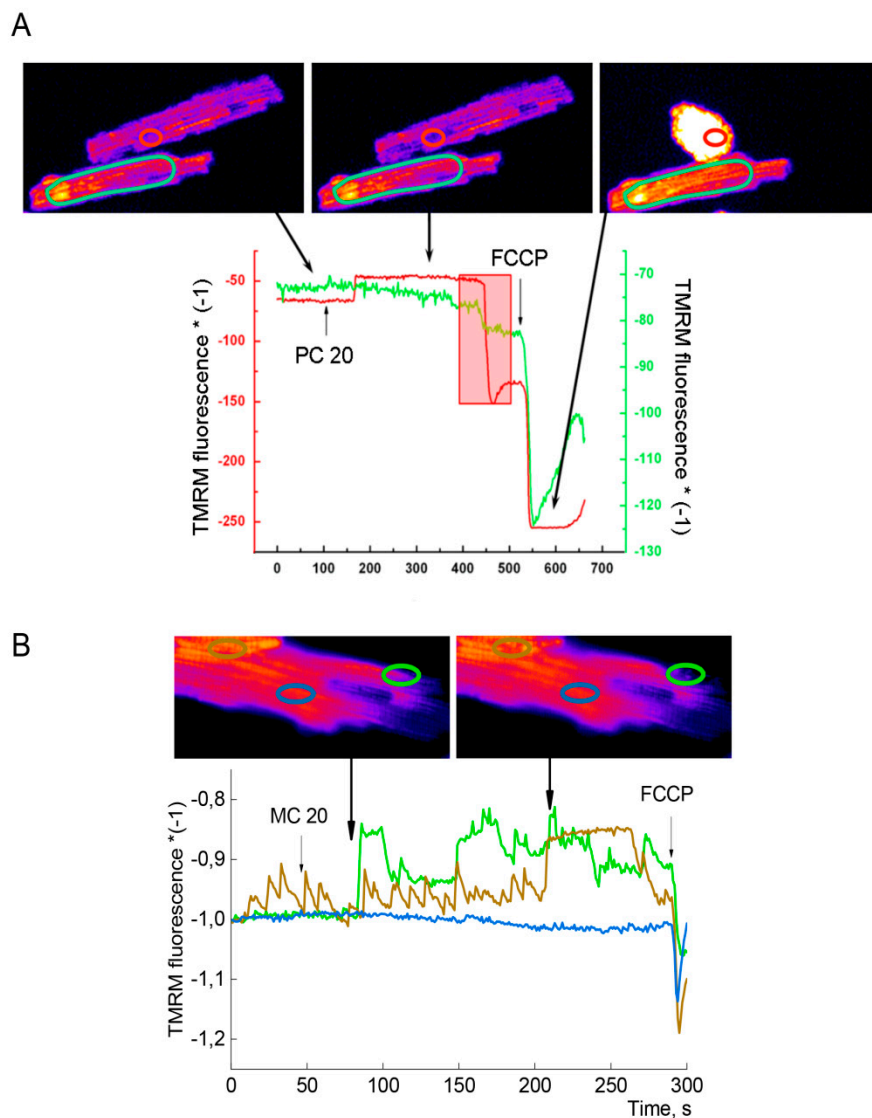 A
FCCP
PC 20
TMRM fluorescence * (-1)
-50
-100
-150
-200
-250
-70
-80
-90
-100
-110
-120
-130
TMRM fluorescence * (-1)
0 100 200 300 400 500 600 700
B
MC 20
FCCP
TMRM fluorescence *(-1)
-0,8
-0,9
-1,0
-1,1
-1,2
0 50 100 150 200 250 300
Time, s